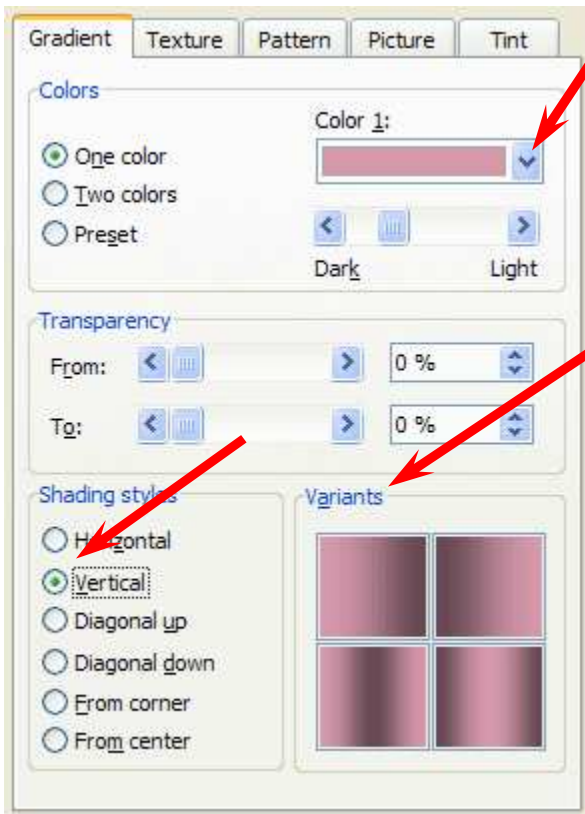 Gradient Texture Pattern Picture Tint
Colors
Color 1:
One color
Two colors
Preset
Dark Light
Transparency
From: 0 %
To: 0 %
Shading styles
Variants
Horizontal
Vertical
Diagonal up
Diagonal down
From corner
From center